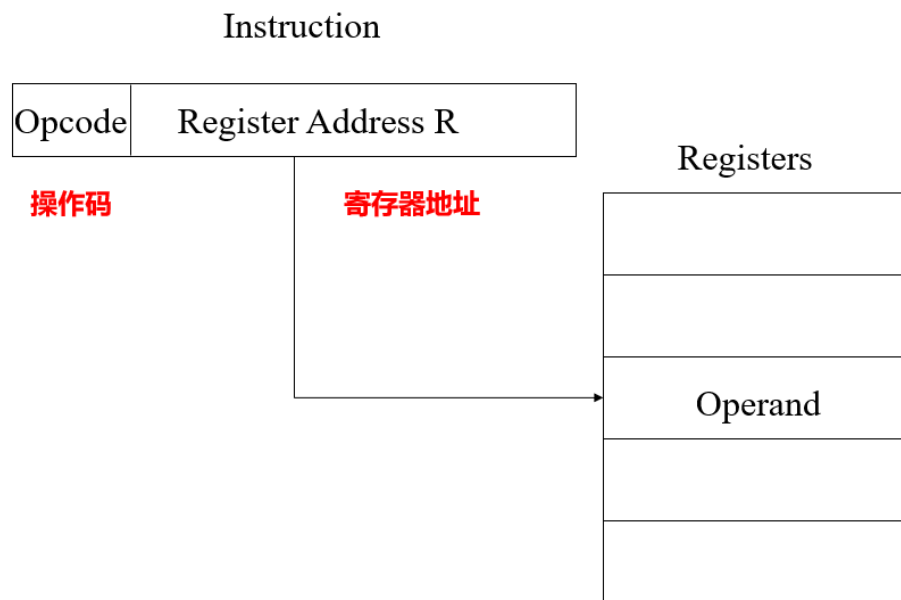 Instruction
Opcode
Register Address R
操作码
寄存器地址
Registers
Operand